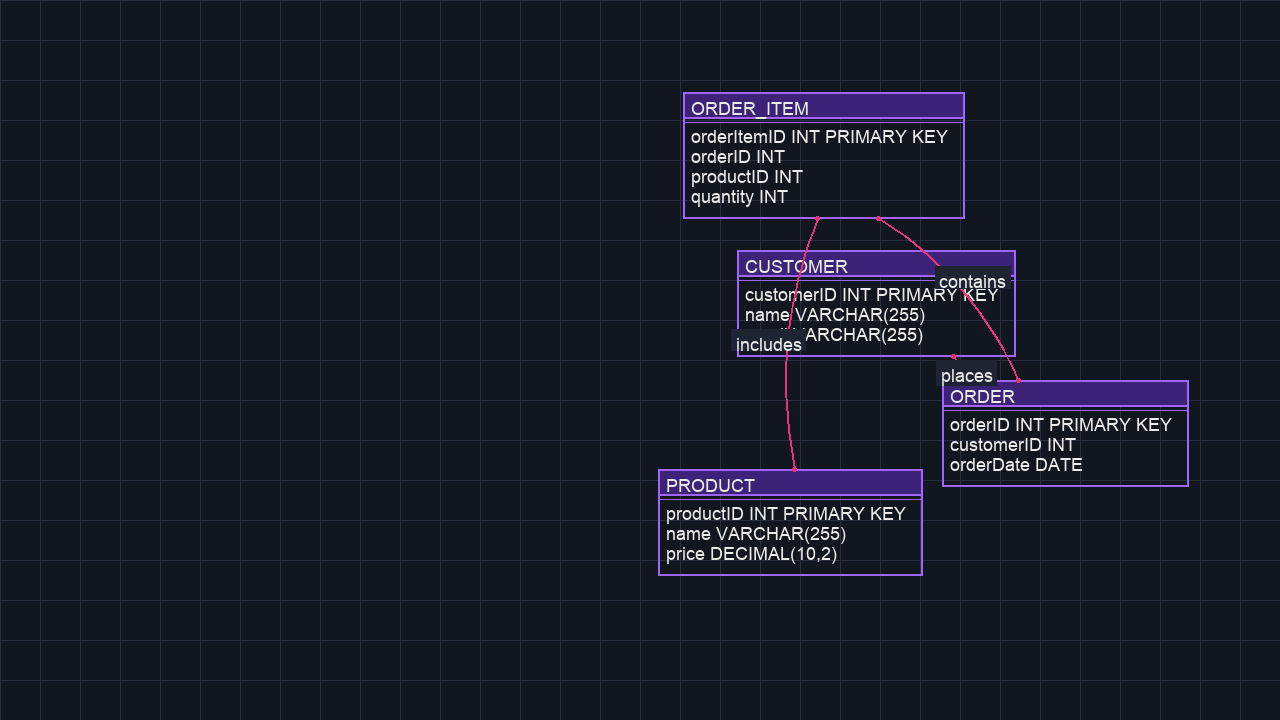 ORDER_ITEM
orderItemID INT PRIMARY KEY
orderID INT
productID INT
quantity INT
CUSTOMER
contains
customerID INT PRIMARY KEY
name VARCHAR(255)
VARCHAR(255)
includes
places
ORDER
orderID INT PRIMARY KEY
customerID INT
orderDate DATE
PRODUCT
productID INT PRIMARY KEY
name VARCHAR(255)
price DECIMAL(10,2)